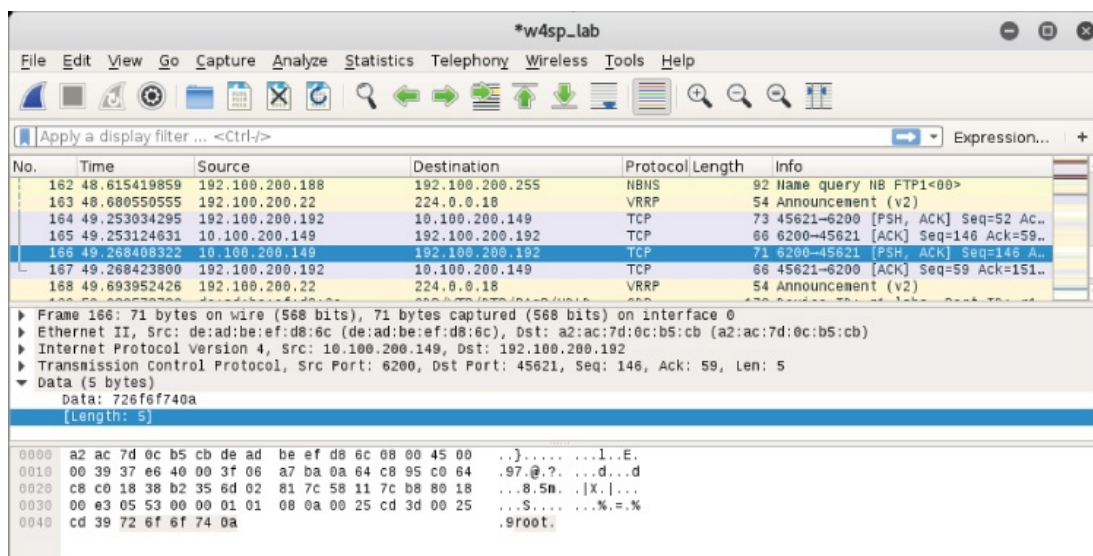 *w4sp_lab
File Edit View Go Capture Analyze Statistics Telephony Wireless Tools Help
Apply a display filter ... <Ctrl-/> Expression... +
No. Time Source Destination Protocol Length Info
162 48.615419859 192.100.200.188 192.100.200.255 NBNS 92 Name query NB FTP1<00>
163 48.680550555 192.100.200.22 224.0.0.18 VRRP 54 Announcement (v2)
164 49.253034295 192.100.200.192 10.100.200.149 TCP 73 45621→6200 [PSH, ACK] Seq=52 Ac…
165 49.253124631 10.100.200.149 192.100.200.192 TCP 66 6200→45621 [ACK] Seq=146 Ack=59…
166 49.268408322 10.100.200.149 192.100.200.192 TCP 71 6200→45621 [PSH, ACK] Seq=146 A…
167 49.268423800 192.100.200.192 10.100.200.149 TCP 66 45621→6200 [ACK] Seq=59 Ack=151…
168 49.693952426 192.100.200.22 224.0.0.18 VRRP 54 Announcement (v2)
Frame 166: 71 bytes on wire (568 bits), 71 bytes captured (568 bits) on interface 0
Ethernet II, Src: de:ad:be:ef:d8:6c (de:ad:be:ef:d8:6c), Dst: a2:ac:7d:0c:b5:cb (a2:ac:7d:0c:b5:cb)
Internet Protocol Version 4, Src: 10.100.200.149, Dst: 192.100.200.192
Transmission Control Protocol, Src Port: 6200, Dst Port: 45621, Seq: 146, Ack: 59, Len: 5
Data (5 bytes)
Data: 726f6f740a
[Length: 5]
0000 a2 ac 7d 0c b5 cb de ad be ef d8 6c 08 00 45 00 ..}..... ...l..E.
0010 00 39 37 e6 40 00 3f 06 a7 ba 0a 64 c8 95 c0 64 .97.@.?. ...d...d
0020 c8 c0 18 38 b2 35 6d 02 81 7c 58 11 7c b8 80 18 ...8.5m. .|X.|...
0030 00 e3 05 53 00 00 01 01 08 0a 00 25 cd 3d 00 25 ...S.... ...%.=.%
0040 cd 39 72 6f 6f 74 0a .9root.